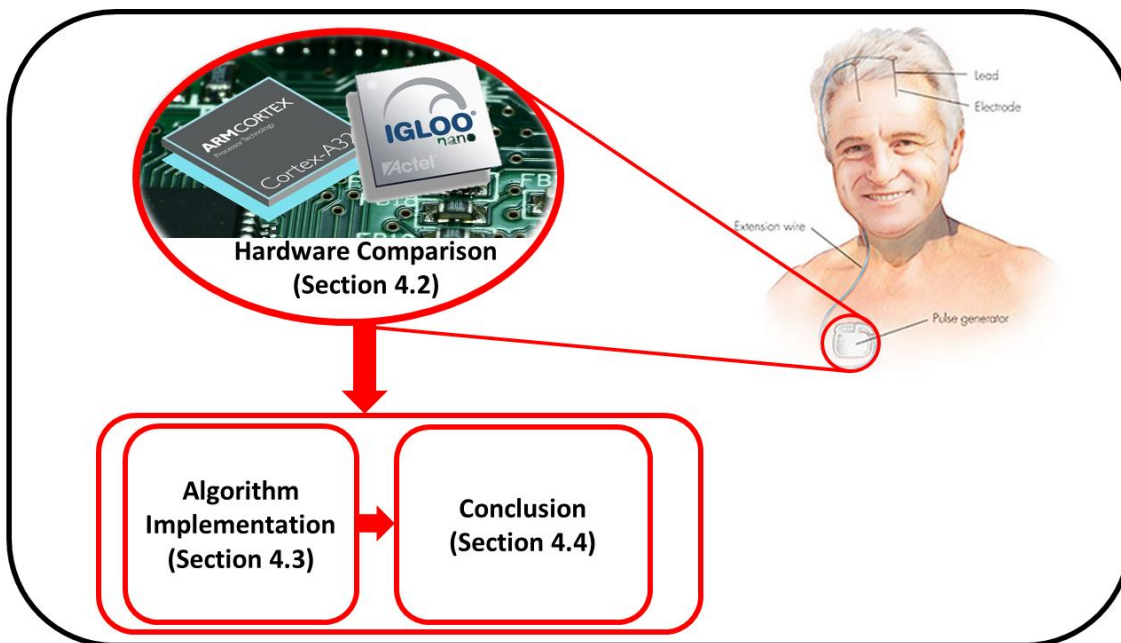 ARMCORTEX
Processor Technology
Cortex-A32
IGLOO®
nano
Actel
Hardware Comparison
(Section 4.2)
Lead
Electrode
Extension wire
Pulse generator
Algorithm
Implementation
(Section 4.3)
Conclusion
(Section 4.4)